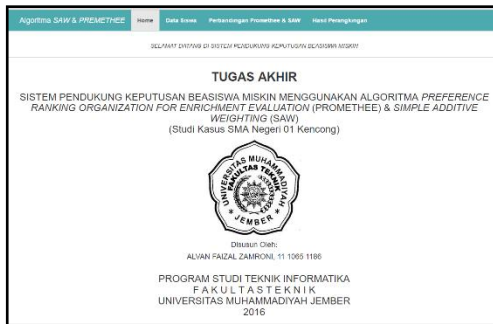 Algoritma SAW & PREMETHEE Home Data Siswa Perbandingan Promethee & SAW Hasil Perangkingan
SELAMAT DATANG DI SISTEM PENDUKUNG KEPUTUSAN BEASISWA MISKIN
TUGAS AKHIR
SISTEM PENDUKUNG KEPUTUSAN BEASISWA MISKIN MENGGUNAKAN ALGORITMA PREFERENCE
RANKING ORGANIZATION FOR ENRICHMENT EVALUATION (PROMETHEE) & SIMPLE ADDITIVE
WEIGHTING (SAW)
(Studi Kasus SMA Negeri 01 Kencong)
UNIVERSITAS MUHAMMADIYAH
FAKULTAS TEKNIK
JEMBER
Disusun Oleh:
ALVAN FAIZAL ZAMRONI, 11 1065 1186
PROGRAM STUDI TEKNIK INFORMATIKA
F A K U L T A S T E K N I K
UNIVERSITAS MUHAMMADIYAH JEMBER
2016